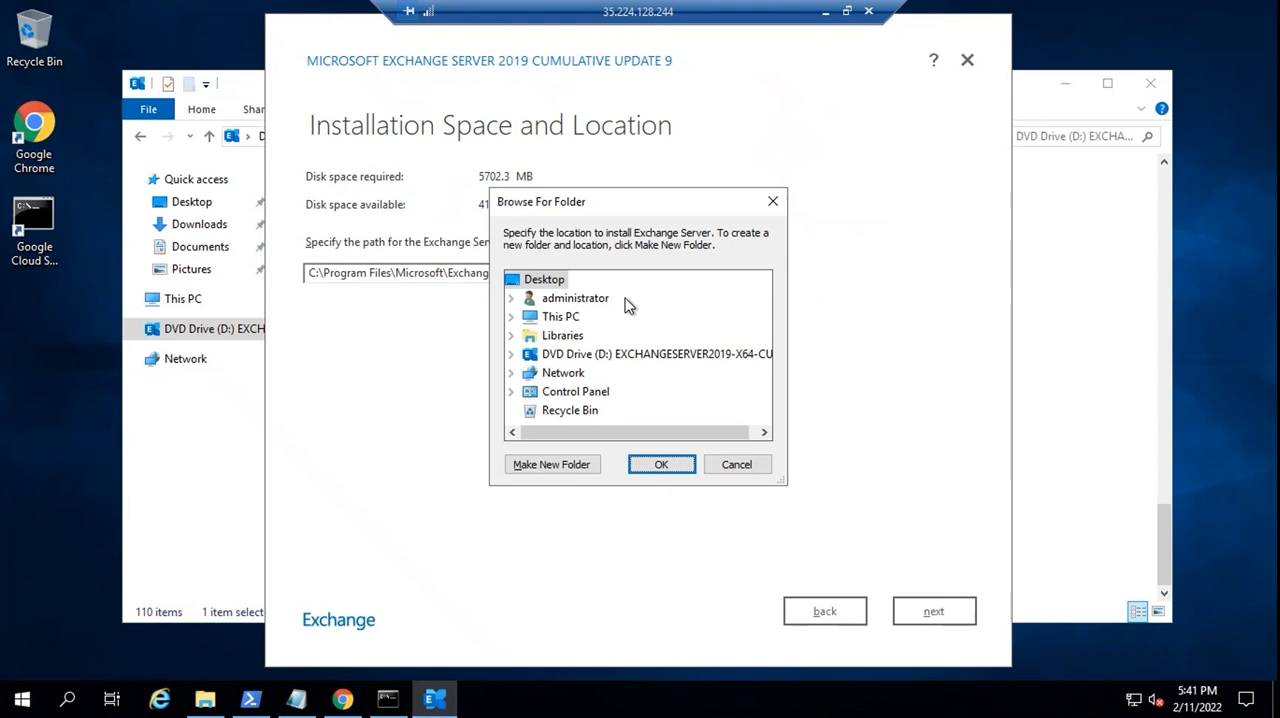 35.224.128.244
Recycle Bin
Google
Chrome
Google
Cloud S...
File
Home
Shar
D
DVD Drive (D:) EXCHA...
Quick access
Desktop
Downloads
Documents
Pictures
This PC
DVD Drive (D:) EXCH
Network
110 items
1 item select
MICROSOFT EXCHANGE SERVER 2019 CUMULATIVE UPDATE 9
?
Installation Space and Location
Disk space required: 5702.3 MB
Disk space available: 41
Specify the path for the Exchange Ser
C:\Program Files\Microsoft\Exchang
Browse For Folder
Specify the location to install Exchange Server. To create a
new folder and location, click Make New Folder.
Desktop
administrator
This PC
Libraries
DVD Drive (D:) EXCHANGESERVER2019-X64-CU
Network
Control Panel
Recycle Bin
Make New Folder
OK
Cancel
Exchange
back
next
5:41 PM
2/11/2022